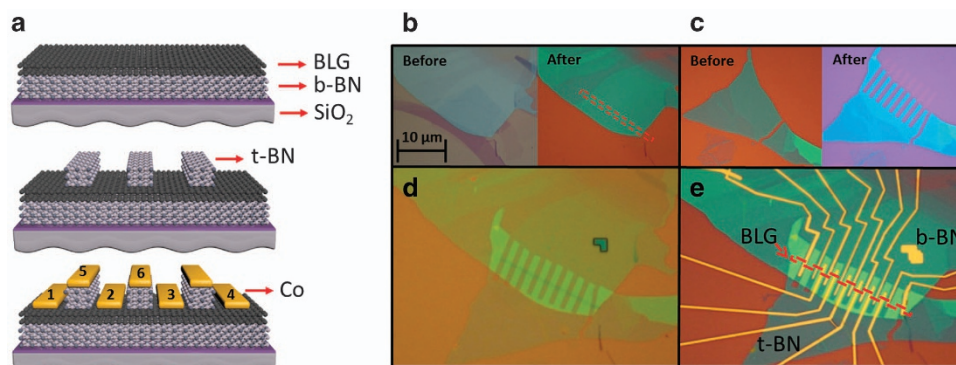 a
BLG
b-BN
SiO₂
t-BN
5
6
1
2
3
4
Co
b
Before
After
10 μm
c
Before
After
d
e
BLG
b-BN
t-BN